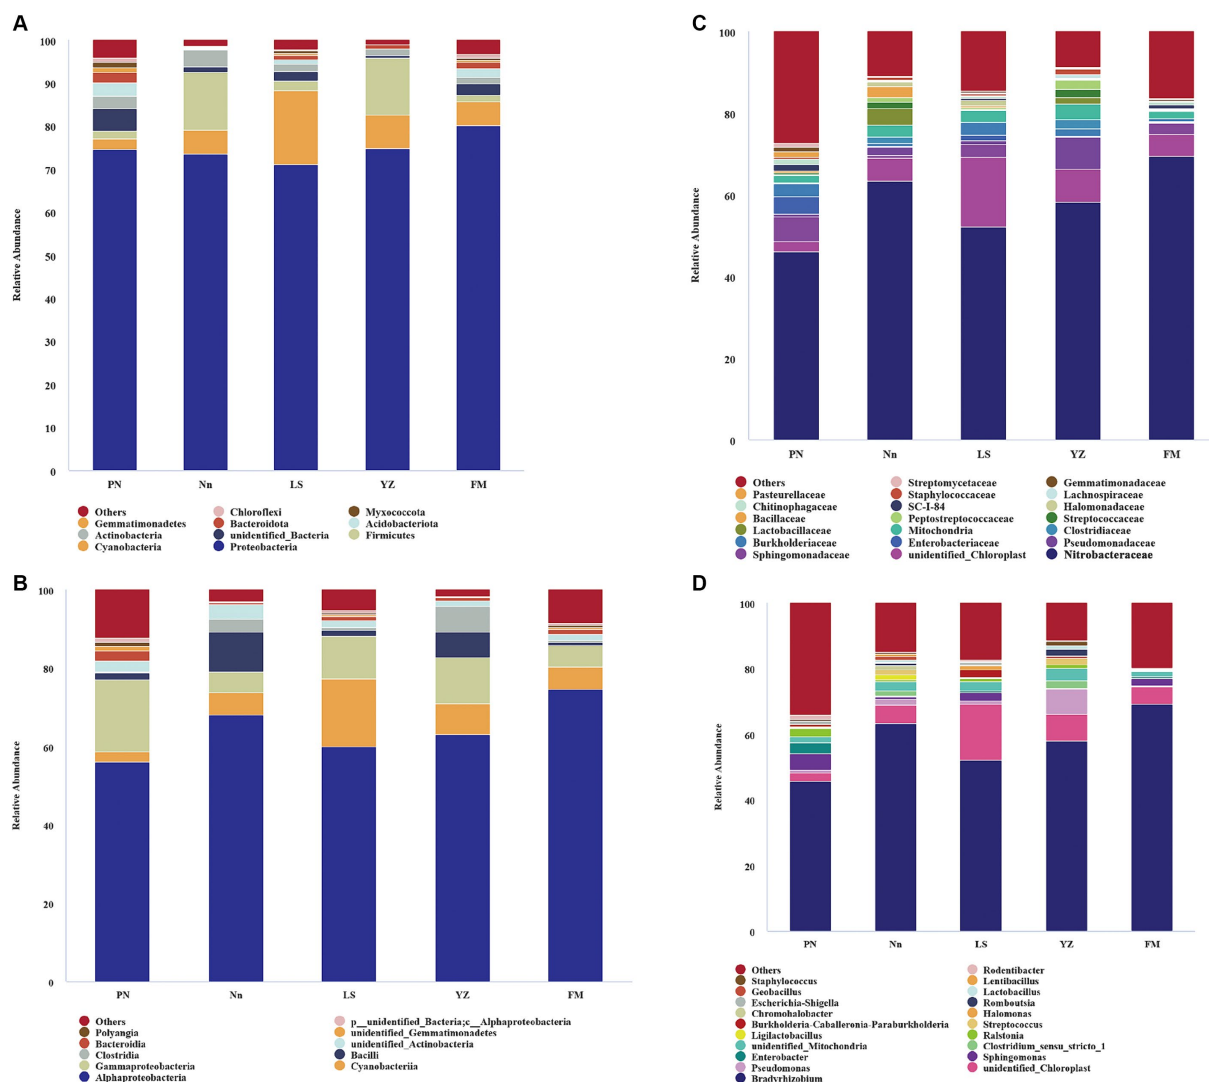 A
100
90
80
70
60
50
40
30
20
10
0
Relative Abundance
PN Nn LS YZ FM
Others Chloroflexi Myxococcota
Gemmatimonadetes Bacteroidota Acidobacteriota
Actinobacteria unidentified_Bacteria Firmicutes
Cyanobacteria Proteobacteria
B
100
80
60
40
20
0
Relative Abundance
PN Nn LS YZ FM
Others p__unidentified_Bacteria;c__Alphaproteobacteria
Polyangia unidentified_Gemmatimonadetes
Bacteroidia unidentified_Actinobacteria
Clostridia Bacilli
Gammaproteobacteria Cyanobacteriia
Alphaproteobacteria
C
100
80
60
40
20
0
Relative Abundance
PN Nn LS YZ FM
Others Streptomycetaceae Gemmatimonadaceae
Pasteurellaceae Staphylococcaceae Lachnospiraceae
Chitinophagaceae SC-I-84 Halomonadaceae
Bacillaceae Peptostreptococcaceae Streptococcaceae
Lactobacillaceae Mitochondria Clostridiaceae
Burkholderiaceae Enterobacteriaceae Pseudomonadaceae
Sphingomonadaceae unidentified_Chloroplast Nitrobacteraceae
D
100
80
60
40
20
0
Relative Abundance
PN Nn LS YZ FM
Others Rodentibacter
Staphylococcus Lentibacillus
Geobacillus Lactobacillus
Escherichia-Shigella Romboutsia
Chromohalobacter Halomonas
Burkholderia-Caballeronia-Paraburkholderia Streptococcus
Ligilactobacillus Ralstonia
unidentified_Mitochondria Clostridium_sensu_stricto_1
Enterobacter Sphingomonas
Pseudomonas unidentified_Chloroplast
Bradyrhizobium